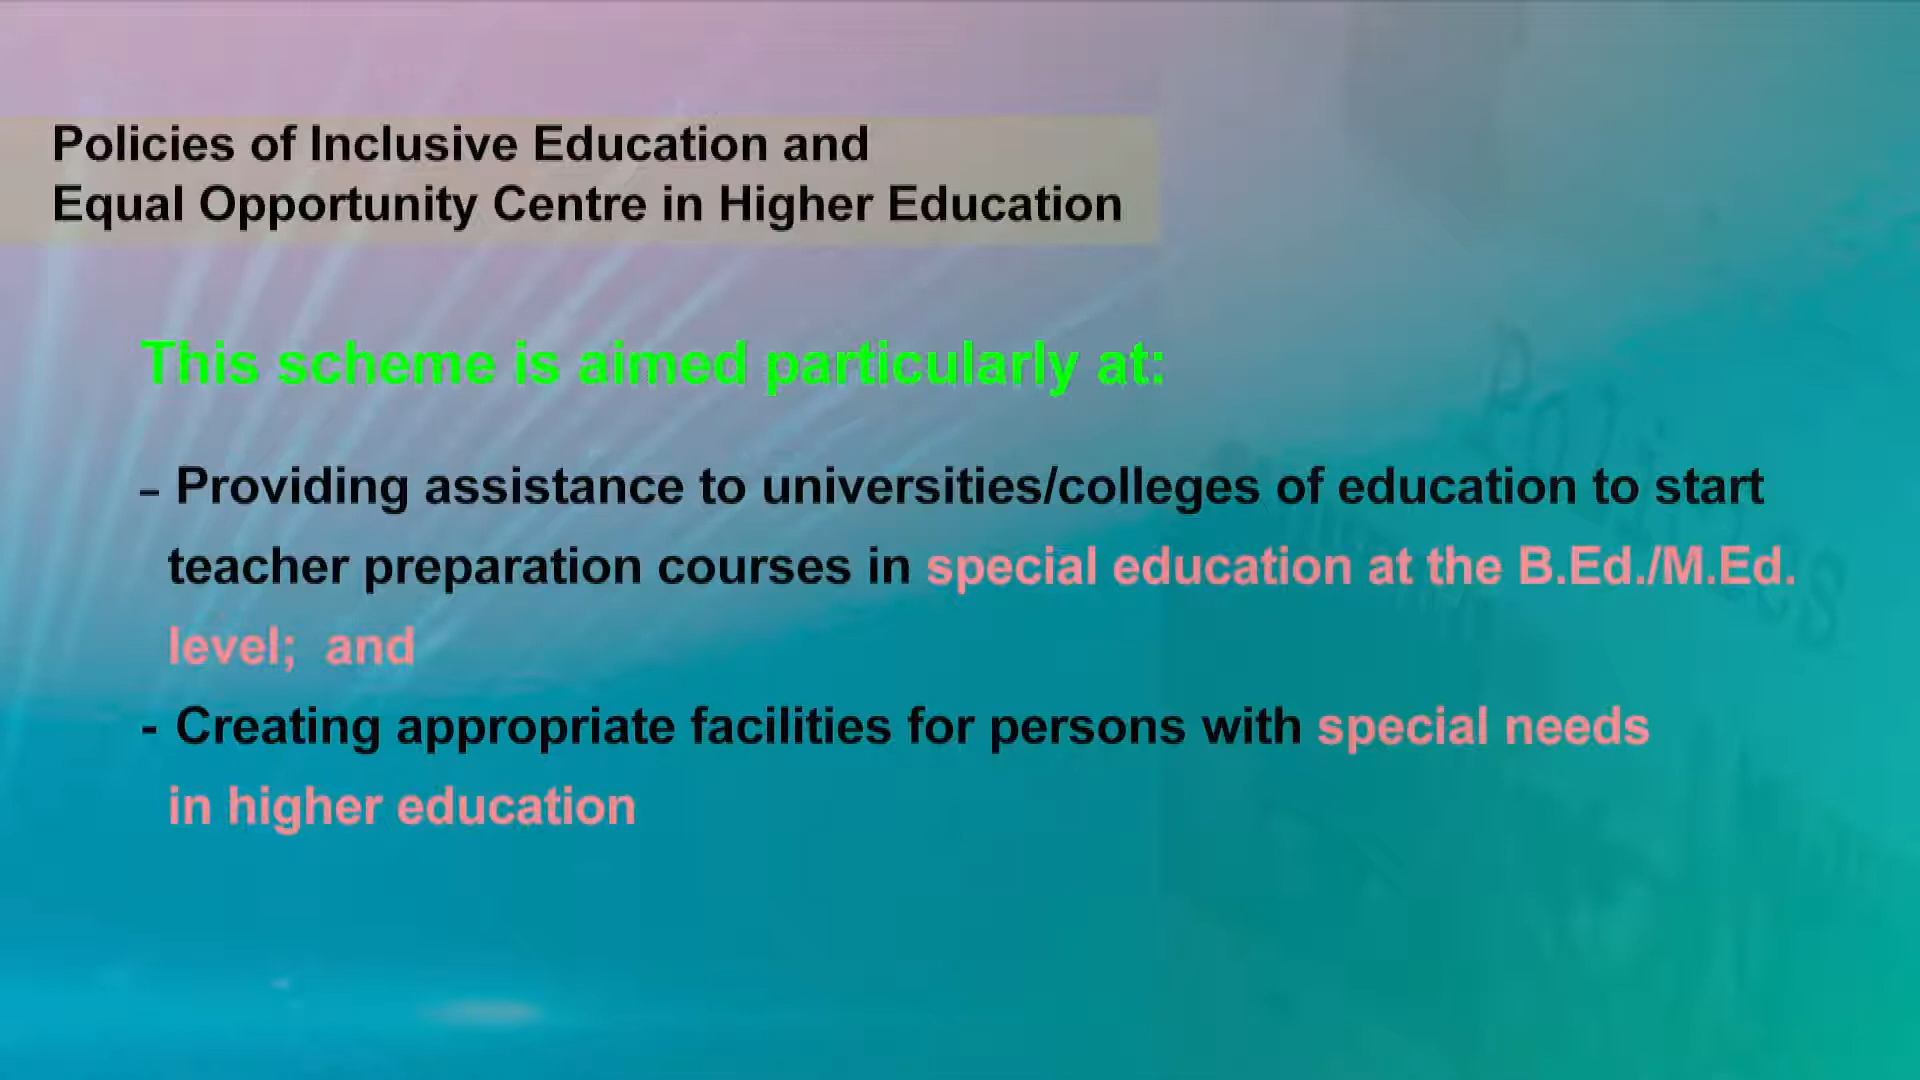 Policies of Inclusive Education and
Equal Opportunity Centre in Higher Education
This scheme is aimed particularly at:
– Providing assistance to universities/colleges of education to start
teacher preparation courses in special education at the B.Ed./M.Ed.
level;  and
- Creating appropriate facilities for persons with special needs
in higher education
Policies